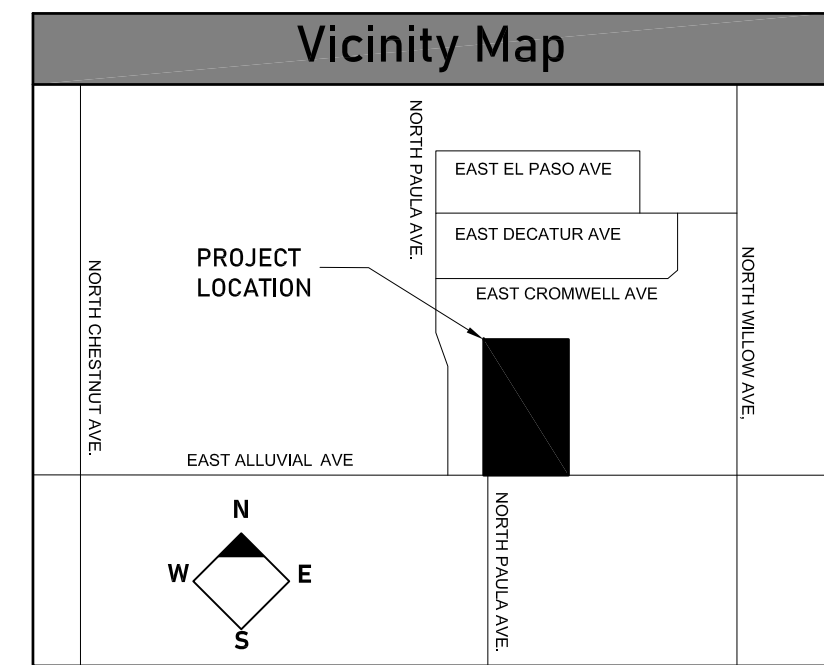 Vicinity Map
NORTH PAULA AVE.
EAST EL PASO AVE
EAST DECATUR AVE
PROJECT
LOCATION
EAST CROMWELL AVE
NORTH CHESTNUT AVE.
NORTH WILLOW AVE,
EAST ALLUVIAL AVE
NORTH PAULA AVE.
N
W
E
S